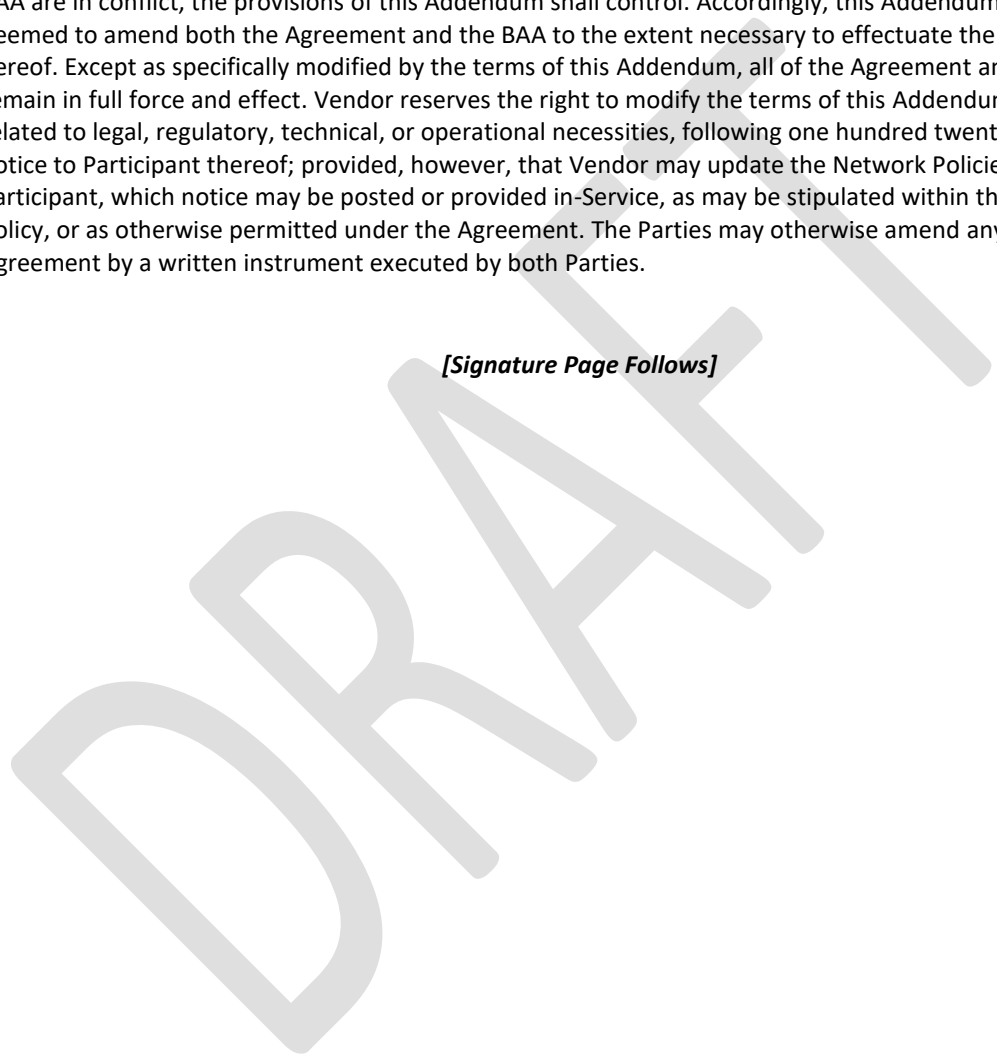 AA are in conflict, the provisions of this Addendum shall control. Accordingly, this Addendum
eemed to amend both the Agreement and the BAA to the extent necessary to effectuate the
ereof. Except as specifically modified by the terms of this Addendum, all of the Agreement an
emain in full force and effect. Vendor reserves the right to modify the terms of this Addendum
elated to legal, regulatory, technical, or operational necessities, following one hundred twent
otice to Participant thereof; provided, however, that Vendor may update the Network Policie
articipant, which notice may be posted or provided in-Service, as may be stipulated within th
olicy, or as otherwise permitted under the Agreement. The Parties may otherwise amend any
greement by a written instrument executed by both Parties.
[Signature Page Follows]
DRAFT